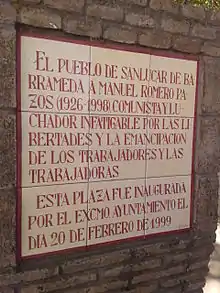 EL PUEBLO DE SANLUCAR DE BA
RRAMEDA A MANUEL ROMERO PA
ZOS (1926-1998) COMUNISTA Y LU
CHADOR INFATIGABLE POR LAS LI
BERTADES Y LA EMANCIPACION
DE LOS TRABAJADORES Y LAS
TRABAJADORAS
ESTA PLAZA FUE INAUGURADA
POR EL EXCMO AYUNTAMIENTO EL
DIA 20 DE FEBRERO DE 1999